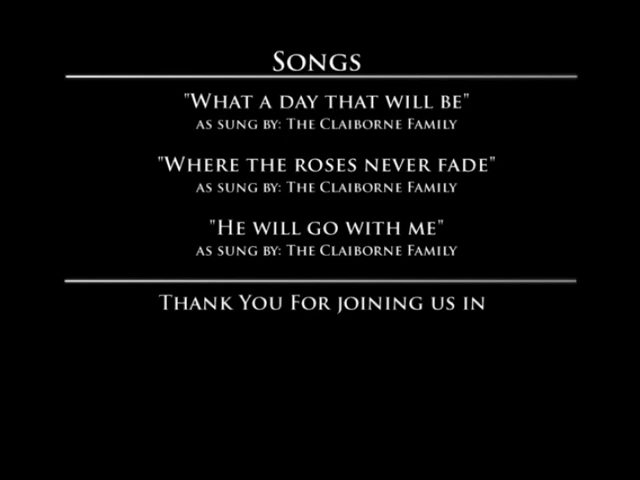 Songs
"What a day that will be"
as sung by: The Claiborne Family
"Where the roses never fade"
as sung by: The Claiborne Family
"He will go with me"
as sung by: The Claiborne Family
Thank You For joining us in